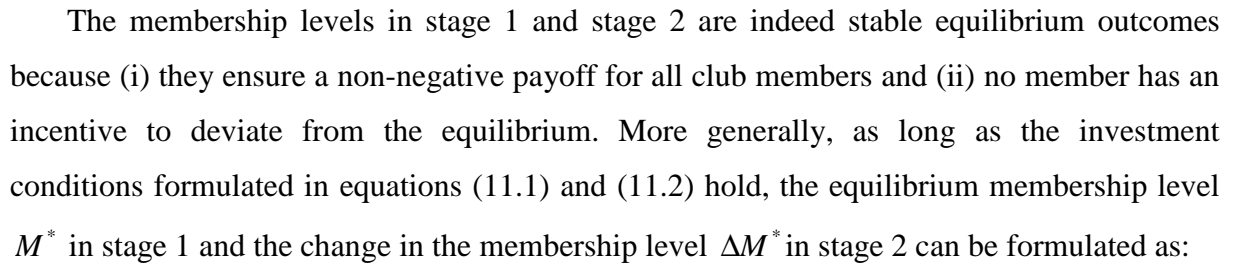 The membership levels in stage 1 and stage 2 are indeed stable equilibrium outcomes
because (i) they ensure a non-negative payoff for all club members and (ii) no member has an
incentive to deviate from the equilibrium. More generally, as long as the investment
conditions formulated in equations (11.1) and (11.2) hold, the equilibrium membership level
M* in stage 1 and the change in the membership level ΔM* in stage 2 can be formulated as: